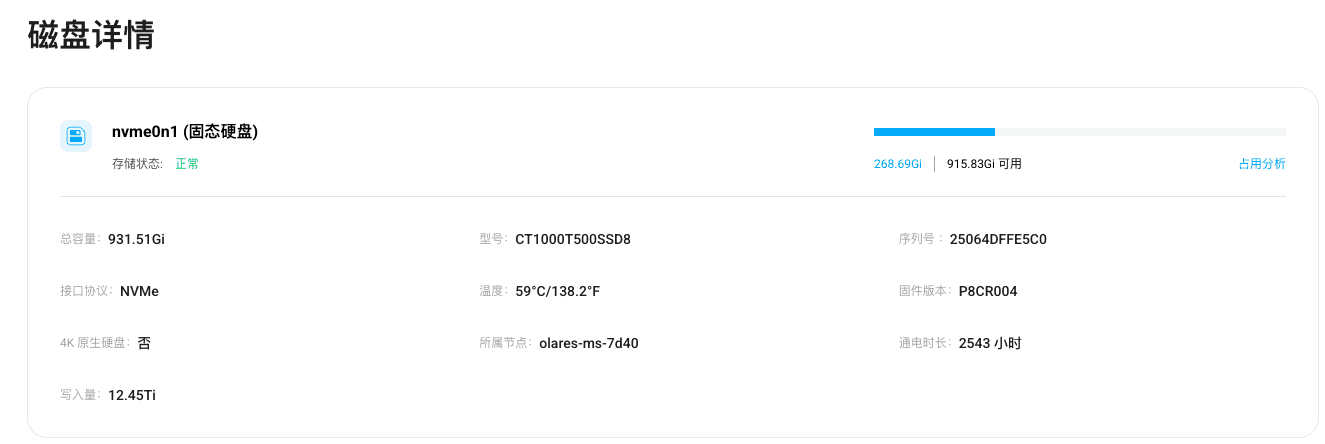 磁盘详情
nvme0n1 (固态硬盘)
存储状态: 正常
268.69Gi 915.83Gi 可用 占用分析
总容量: 931.51Gi 型号: CT1000T500SSD8 序列号 : 25064DFFE5C0
接口协议: NVMe 温度: 59°C/138.2°F 固件版本: P8CR004
4K 原生硬盘: 否 所属节点: olares-ms-7d40 通电时长: 2543 小时
写入量: 12.45Ti